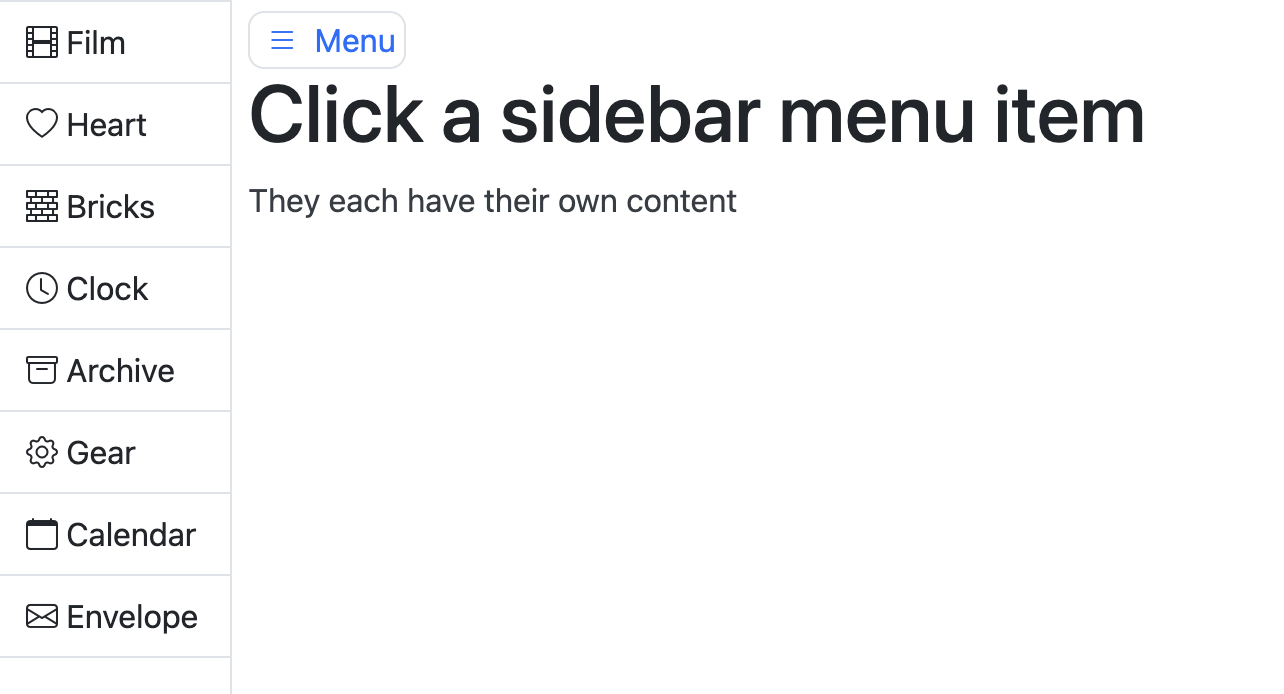 Film
Heart
Bricks
Clock
Archive
Gear
Calendar
Envelope
Menu
Click a sidebar menu item
They each have their own content